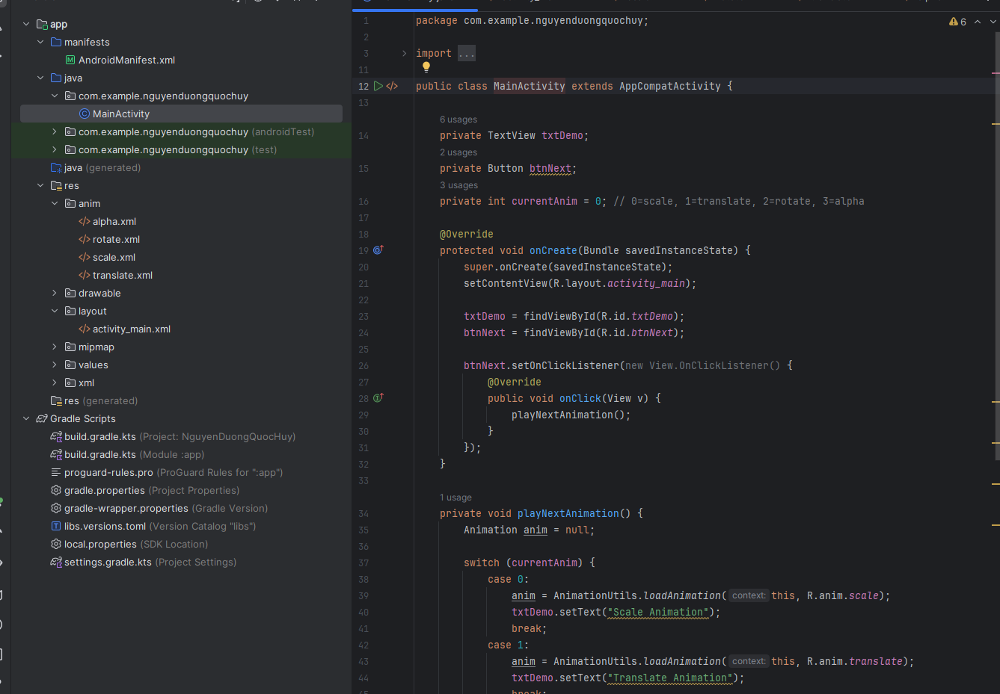 app
manifests
AndroidManifest.xml
java
com.example.nguyenduongquochuy
MainActivity
com.example.nguyenduongquochuy (androidTest)
com.example.nguyenduongquochuy (test)
java (generated)
res
anim
alpha.xml
rotate.xml
scale.xml
translate.xml
drawable
layout
activity_main.xml
mipmap
values
xml
res (generated)
Gradle Scripts
build.gradle.kts (Project: NguyenDuongQuocHuy)
build.gradle.kts (Module :app)
proguard-rules.pro (ProGuard Rules for ":app")
gradle.properties (Project Properties)
gradle-wrapper.properties (Gradle Version)
libs.versions.toml (Version Catalog "libs")
local.properties (SDK Location)
settings.gradle.kts (Project Settings)
1 package com.example.nguyenduongquochuy; 6
2
3 import ...
11
12 public class MainActivity extends AppCompatActivity {
13
6 usages
14 private TextView txtDemo;
2 usages
15 private Button btnNext;
3 usages
16 private int currentAnim = 0; // 0=scale, 1=translate, 2=rotate, 3=alpha
17
18 @Override
19 protected void onCreate(Bundle savedInstanceState) {
20 super.onCreate(savedInstanceState);
21 setContentView(R.layout.activity_main);
22
23 txtDemo = findViewById(R.id.txtDemo);
24 btnNext = findViewById(R.id.btnNext);
25
26 btnNext.setOnClickListener(new View.OnClickListener() {
27 @Override
28 public void onClick(View v) {
29 playNextAnimation();
30 }
31 });
32 }
33
1 usage
34 private void playNextAnimation() {
35 Animation anim = null;
36
37 switch (currentAnim) {
38 case 0:
39 anim = AnimationUtils.loadAnimation( context: this, R.anim.scale);
40 txtDemo.setText("Scale Animation");
41 break;
42 case 1:
43 anim = AnimationUtils.loadAnimation( context: this, R.anim.translate);
44 txtDemo.setText("Translate Animation");
45 break;